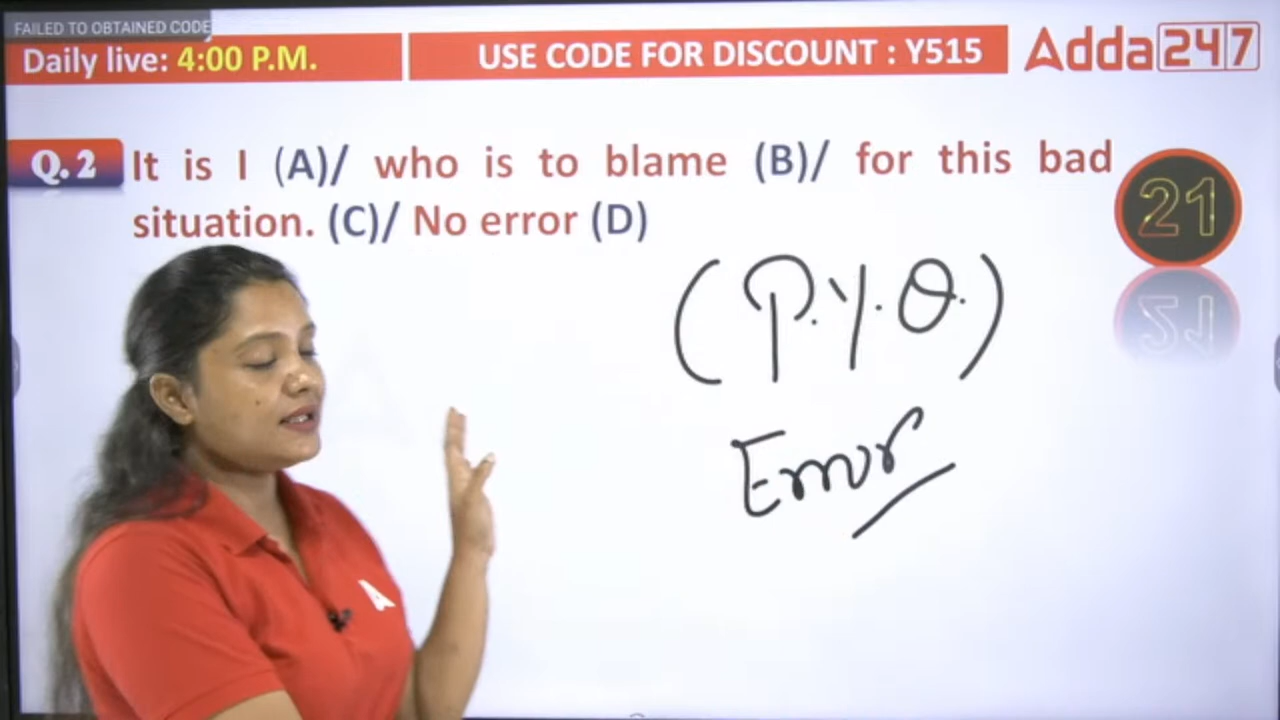 FAILED TO OBTAINED CODE
Daily live: 4:00 P.M.
USE CODE FOR DISCOUNT : Y515
Adda247
Q. 2 It is I (A)/ who is to blame (B)/ for this bad
situation. (C)/ No error (D)
21
(P.Y.Q.)
Error